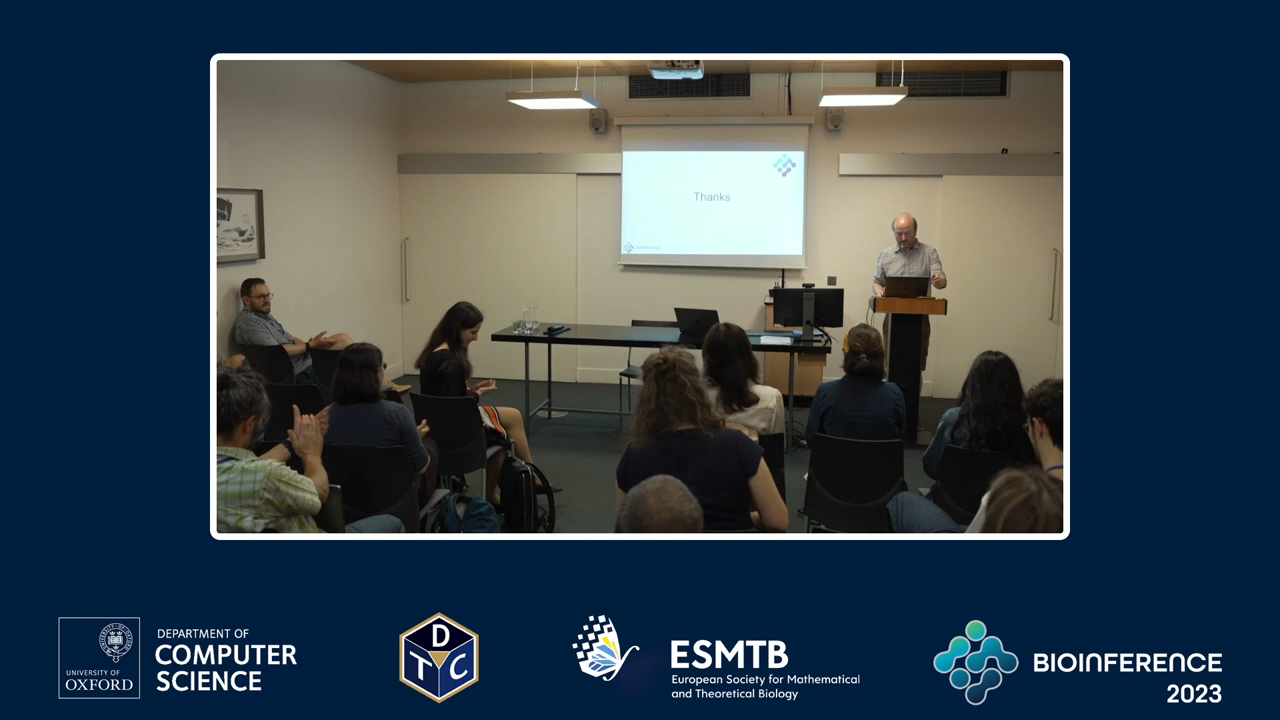 Thanks
UNIVERSITY OF
OXFORD
DEPARTMENT OF
COMPUTER
SCIENCE
D
T C
ESMTB
European Society for Mathematical
and Theoretical Biology
BIOINFERENCE
2023